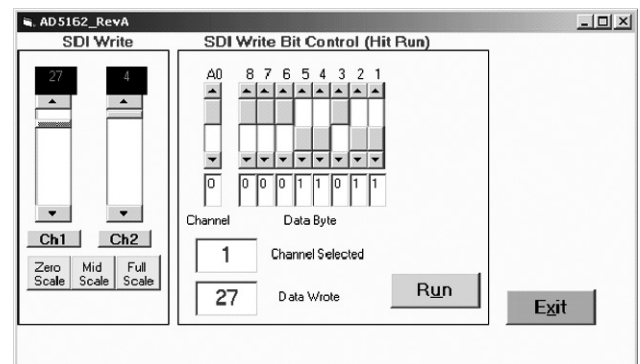 AD5162_RevA
SDI Write
SDI Write Bit Control (Hit Run)
27 4
A0 8 7 6 5 4 3 2 1
0 0 0 0 1 1 0 1 1
Channel Data Byte
Ch1 Ch2
1 Channel Selected
Zero Scale Mid Scale Full Scale
27 Data Wrote
Run
Exit